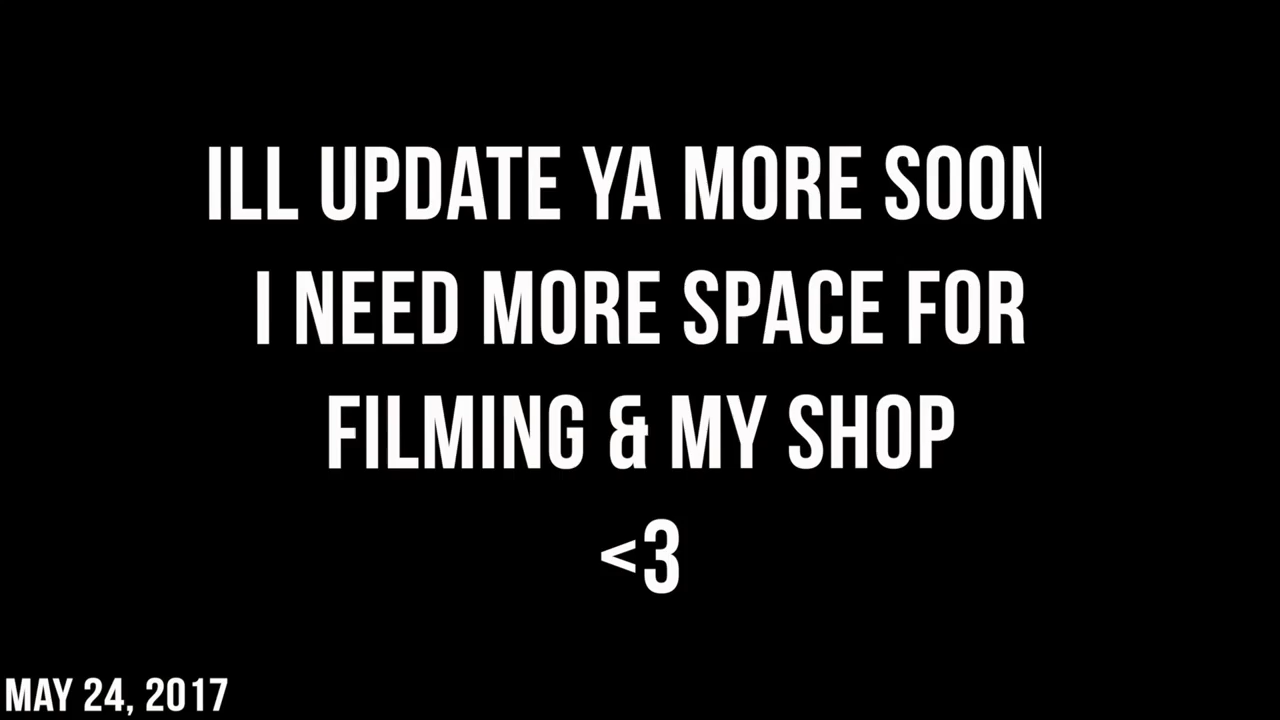 ILL UPDATE YA MORE SOON
I NEED MORE SPACE FOR
FILMING & MY SHOP
<3
MAY 24, 2017